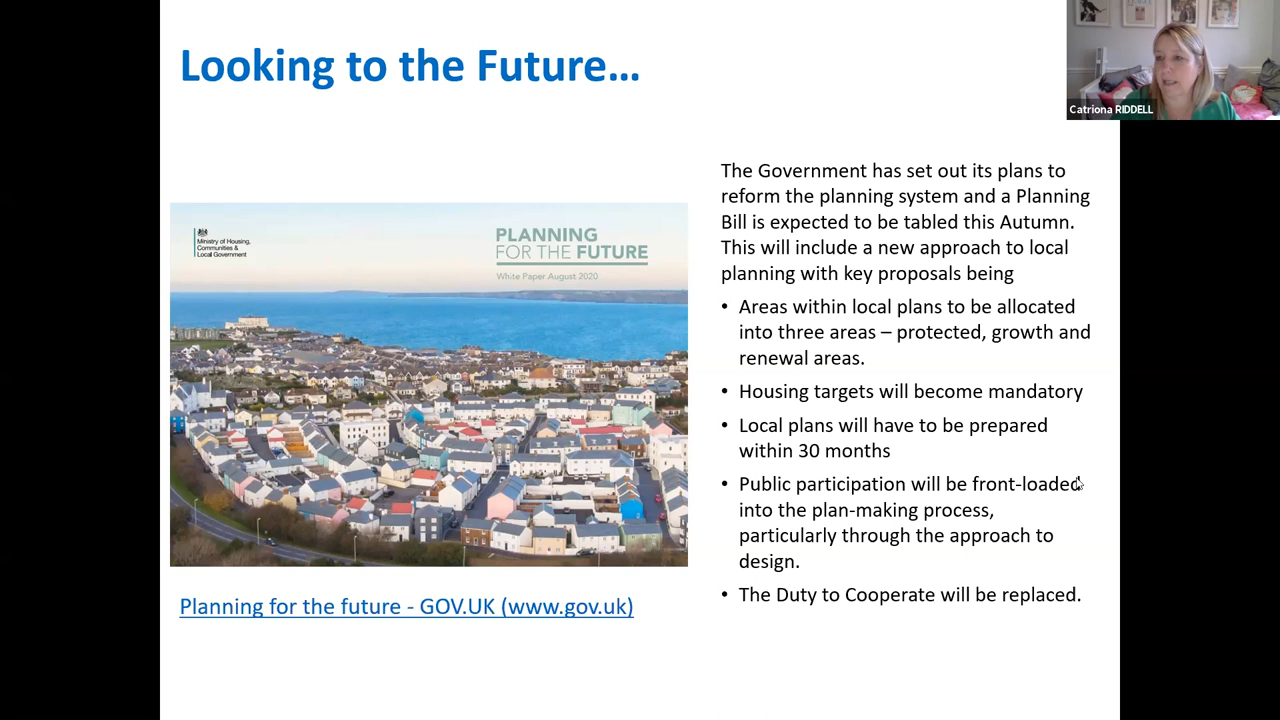 Looking to the Future...
Catriona RIDDELL
Ministry of Housing,
Communities &
Local Government
PLANNING
FOR THE FUTURE
White Paper August 2020
Planning for the future - GOV.UK (www.gov.uk)
The Government has set out its plans to
reform the planning system and a Planning
Bill is expected to be tabled this Autumn.
This will include a new approach to local
planning with key proposals being
• Areas within local plans to be allocated
into three areas – protected, growth and
renewal areas.
• Housing targets will become mandatory
• Local plans will have to be prepared
within 30 months
• Public participation will be front-loaded
into the plan-making process,
particularly through the approach to
design.
• The Duty to Cooperate will be replaced.